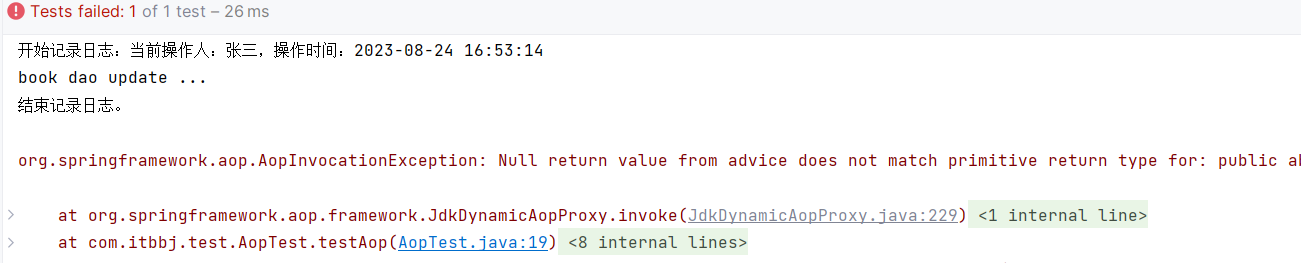 Tests failed: 1 of 1 test – 26 ms
开始记录日志：当前操作人：张三，操作时间：2023-08-24 16:53:14
book dao update ...
结束记录日志。
org.springframework.aop.AopInvocationException: Null return value from advice does not match primitive return type for: public
at org.springframework.aop.framework.JdkDynamicAopProxy.invoke(JdkDynamicAopProxy.java:229) <1 internal line>
at com.itbbj.test.AopTest.testAop(AopTest.java:19) <8 internal lines>